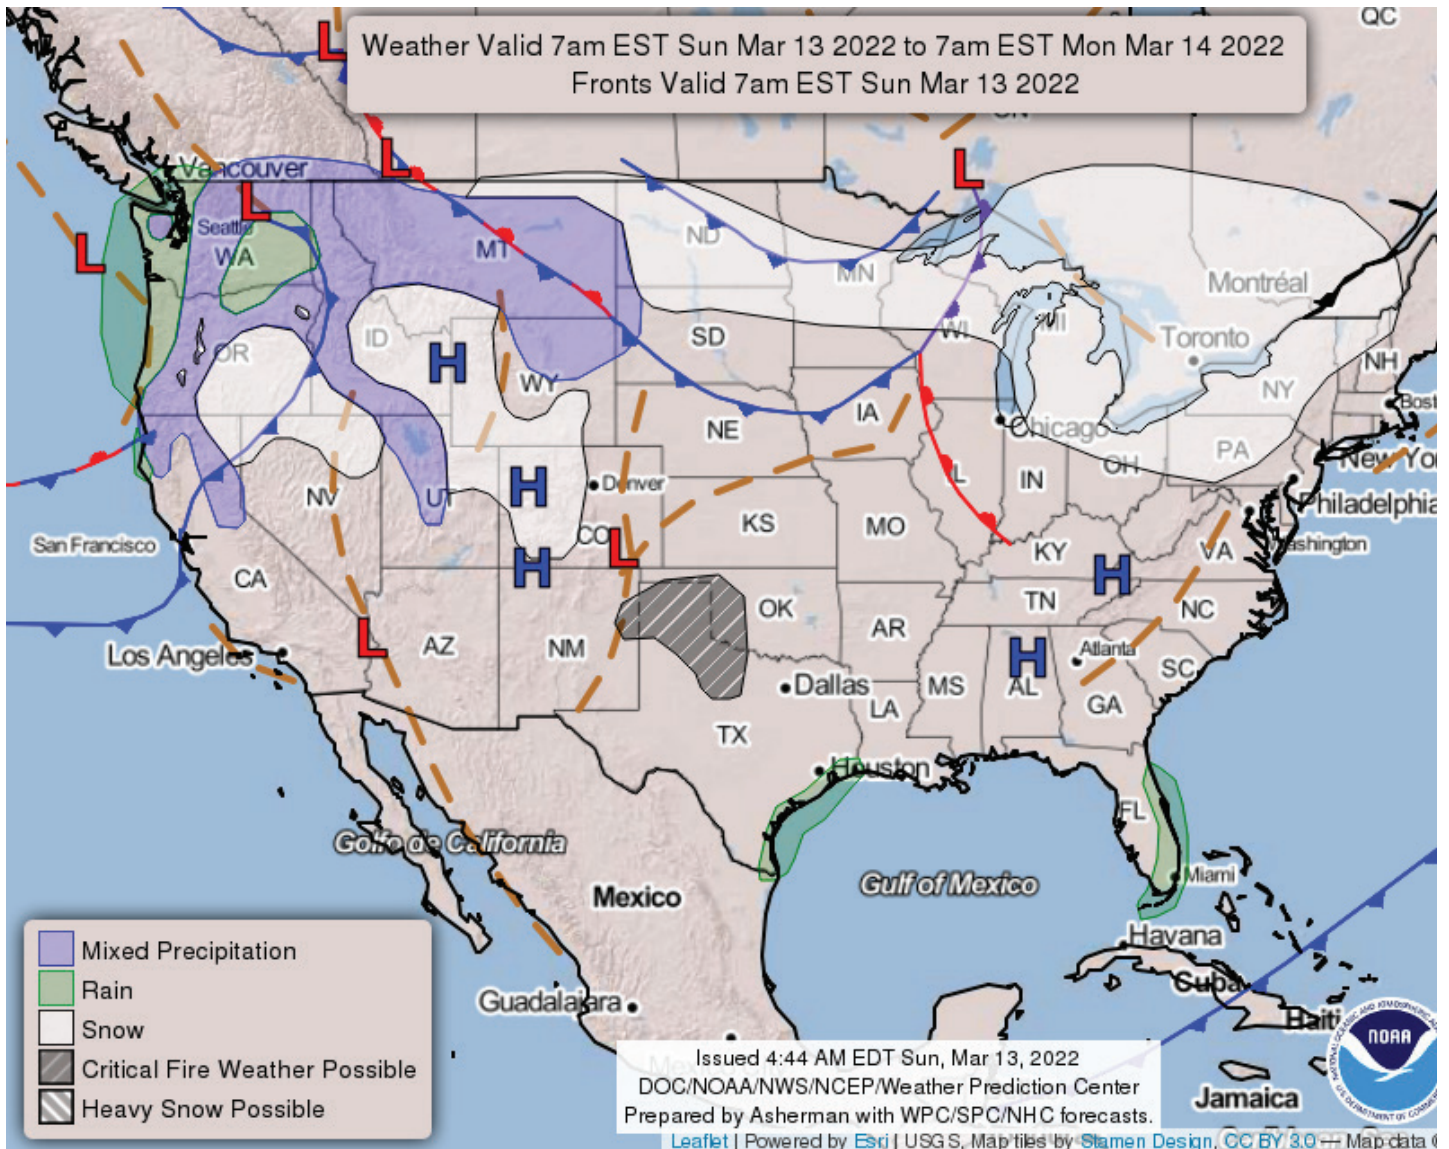 QC
Weather Valid 7am EST Sun Mar 13 2022 to 7am EST Mon Mar 14 2022
Fronts Valid 7am EST Sun Mar 13 2022
L
L
L
Vancouver
L
Seattle
WA
MT
ND
MN
L
Montréal
OR
ID
H
WY
SD
WI
MI
Toronto
NH
NY
Bost
NE
IA
Chicago
PA
New Yo
OH
NV
UT
H
Denver
CO
KS
MO
IL
IN
Philadelphia
San Francisco
CA
H
L
KY
H
VA
ashington
TN
NC
Los Angeles
L
AZ
NM
OK
AR
H
Atlanta
SC
Dallas
MS
AL
LA
GA
TX
Houston
FL
Golfo de California
Mexico
Gulf of Mexico
Miami
Havana
Cuba
Haiti
Guadalajara
Mexico City
Jamaica
Mixed Precipitation
Rain
Snow
Critical Fire Weather Possible
Heavy Snow Possible
Issued 4:44 AM EDT Sun, Mar 13, 2022
DOC/NOAA/NWS/NCEP/Weather Prediction Center
Prepared by Asherman with WPC/SPC/NHC forecasts.
NOAA
Leaflet | Powered by Esri | USGS, Map tiles by Stamen Design, CC BY 3.0 — Map data ©